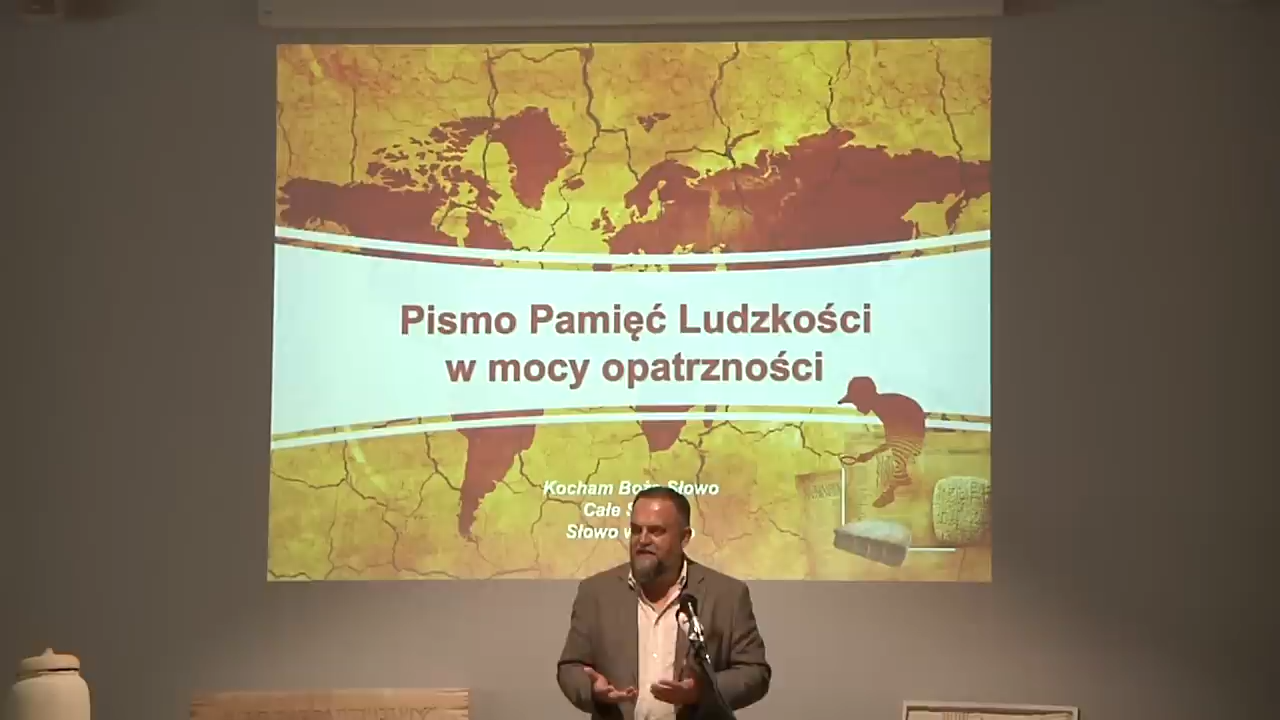 Pismo Pamięć Ludzkości
w mocy opatrzności
Kocham Boże Słowo
Całe
Słowo